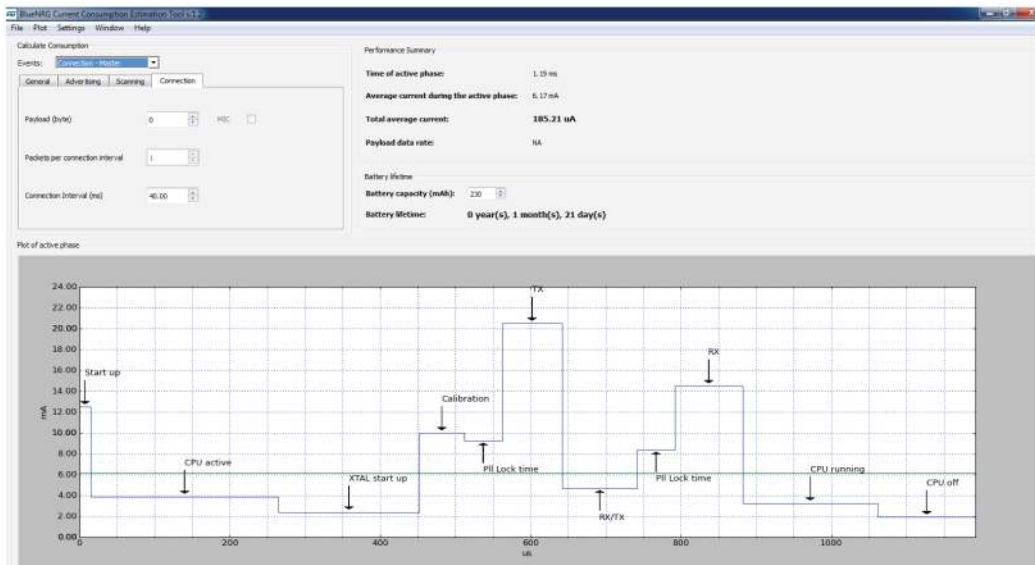 BlueNRG Current Consumption Estimation Tool v1.2
File Plot Settings Window Help
Calculate Consumption
Events: Connection - Master
General Advertising Scanning Connection
Payload (byte) 0 MIC
Packets per connection interval 1
Connection Interval (ms) 40.00
Performance Summary
Time of active phase: 1.19 ms
Average current during the active phase: 6.17 mA
Total average current: 185.21 uA
Payload data rate: NA
Battery lifetime
Battery capacity (mAh): 230
Battery lifetime: 0 year(s), 1 month(s), 21 day(s)
Plot of active phase
24.00
22.00
20.00
18.00
16.00
14.00
12.00
10.00
8.00
6.00
4.00
2.00
0.00
mA
Start up
CPU active
XTAL start up
Calibration
Pll Lock time
TX
RX/TX
Pll Lock time
RX
CPU running
CPU off
0 200 400 600 800 1000
us